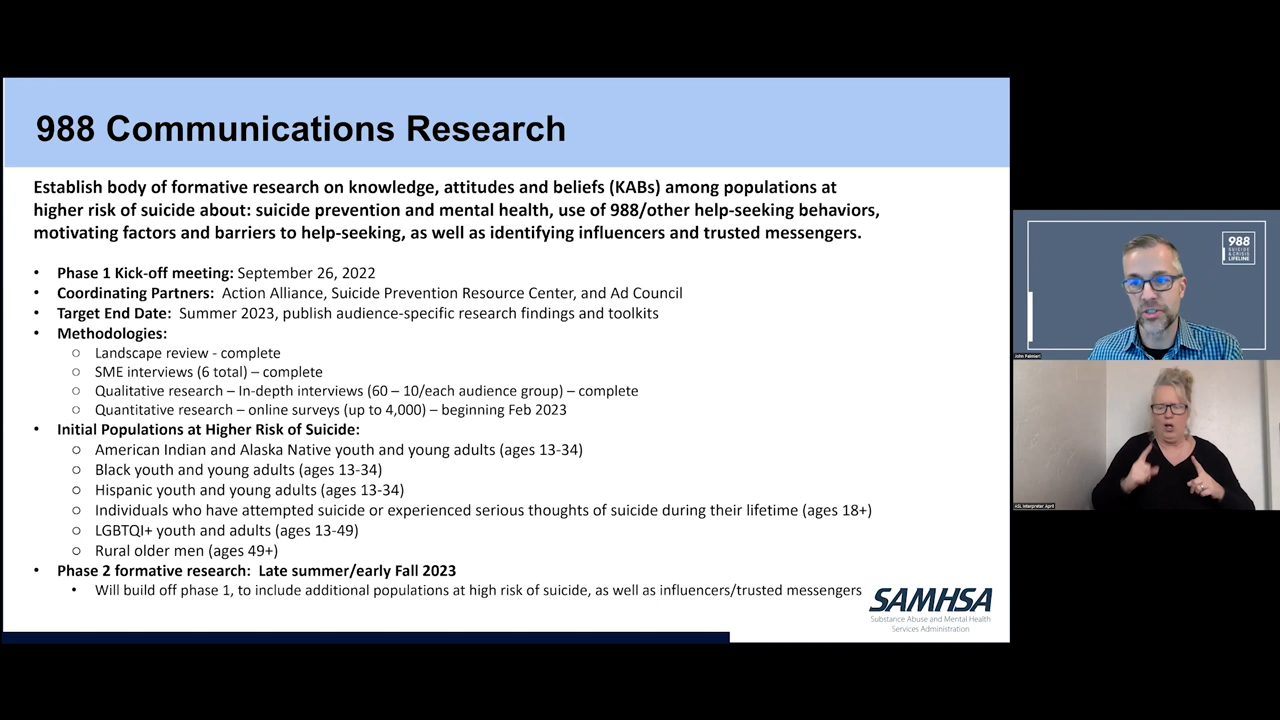 988 Communications Research
Establish body of formative research on knowledge, attitudes and beliefs (KABs) among populations at
higher risk of suicide about: suicide prevention and mental health, use of 988/other help-seeking behaviors,
motivating factors and barriers to help-seeking, as well as identifying influencers and trusted messengers.
• Phase 1 Kick-off meeting: September 26, 2022
• Coordinating Partners: Action Alliance, Suicide Prevention Resource Center, and Ad Council
• Target End Date: Summer 2023, publish audience-specific research findings and toolkits
• Methodologies:
○ Landscape review - complete
○ SME interviews (6 total) – complete
○ Qualitative research – In-depth interviews (60 – 10/each audience group) – complete
○ Quantitative research – online surveys (up to 4,000) – beginning Feb 2023
• Initial Populations at Higher Risk of Suicide:
○ American Indian and Alaska Native youth and young adults (ages 13-34)
○ Black youth and young adults (ages 13-34)
○ Hispanic youth and young adults (ages 13-34)
○ Individuals who have attempted suicide or experienced serious thoughts of suicide during their lifetime (ages 18+)
○ LGBTQI+ youth and adults (ages 13-49)
○ Rural older men (ages 49+)
• Phase 2 formative research: Late summer/early Fall 2023
• Will build off phase 1, to include additional populations at high risk of suicide, as well as influencers/trusted messengers
SAMHSA
Substance Abuse and Mental Health
Services Administration
988
SUICIDE
& CRISIS
LIFELINE
John Palmieri
ASL Interpreter April